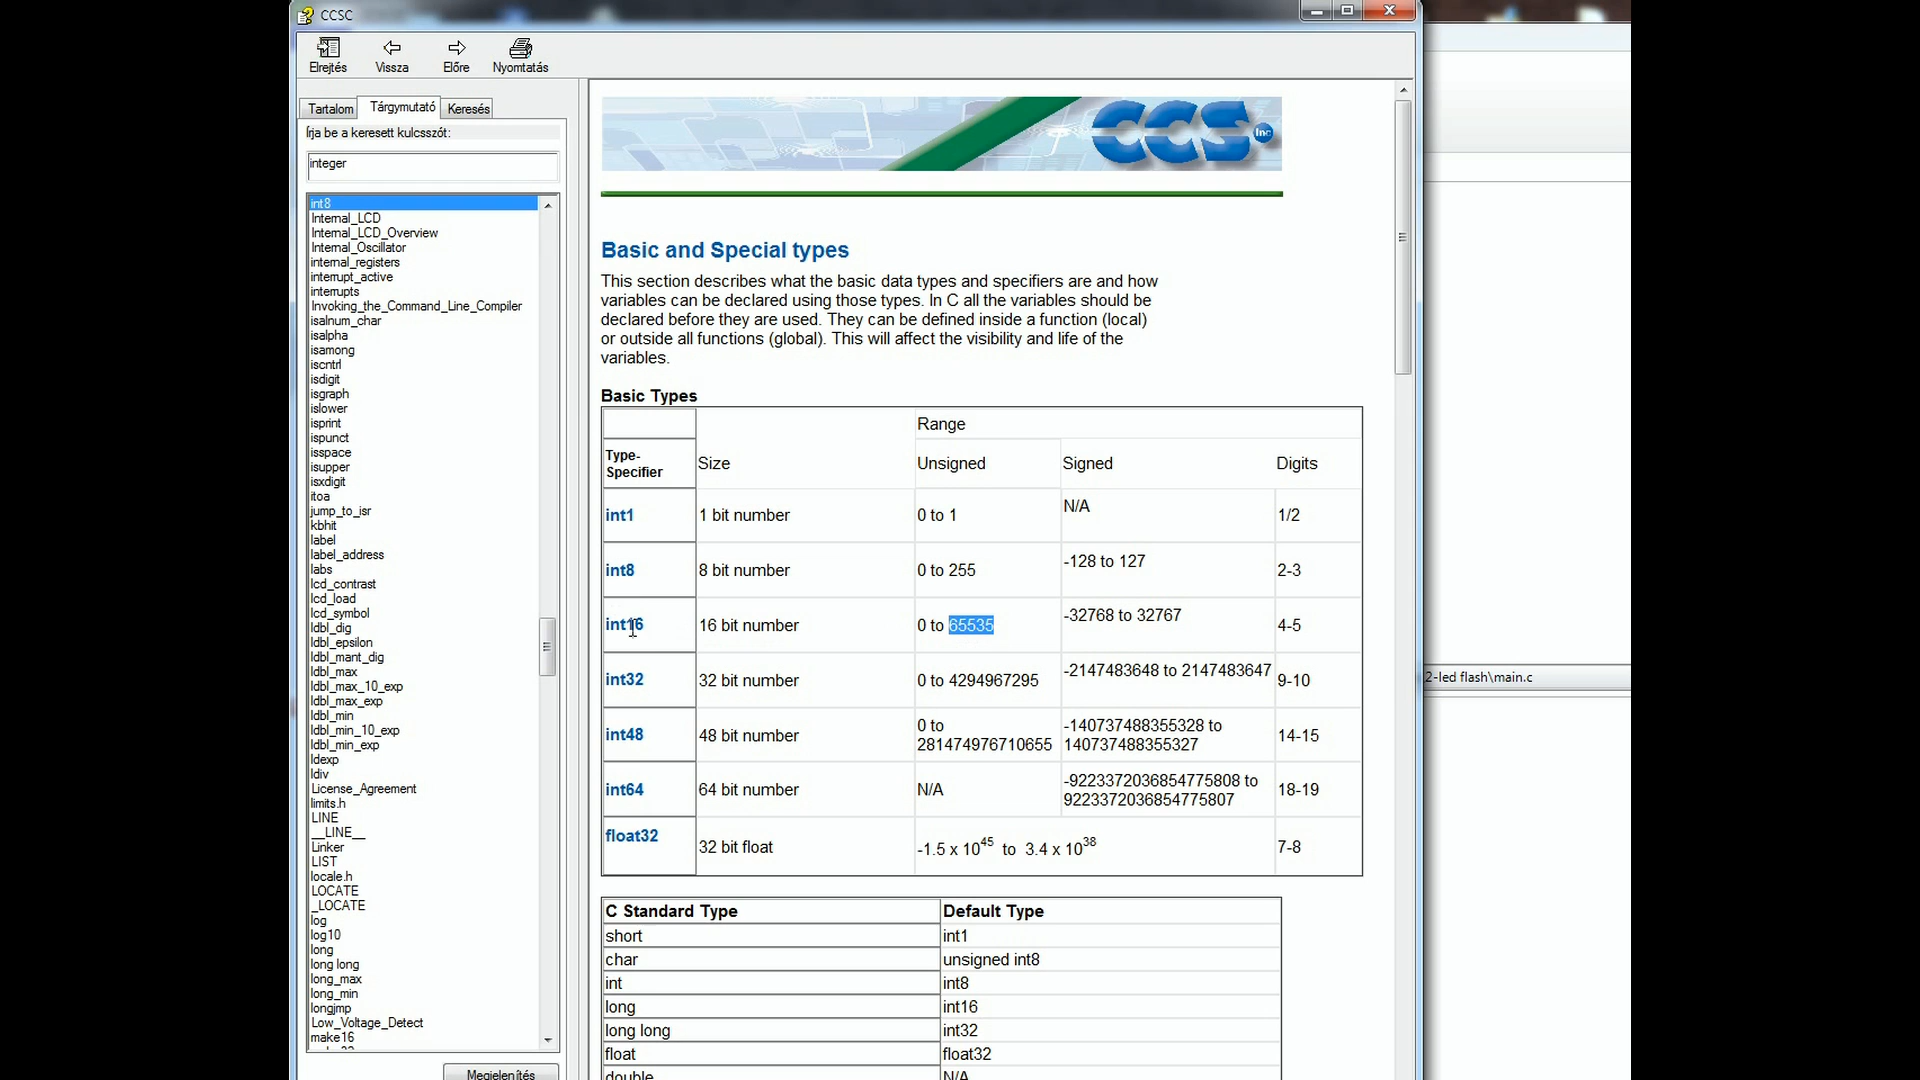 CCSC
Elrejtés
Vissza
Előre
Nyomtatás
Tartalom
Tárgymutató
Keresés
Írja be a keresett kulcsszót:
integer
int8
Internal_LCD
Internal_LCD_Overview
Internal_Oscillator
internal_registers
interrupt_active
interrupts
Invoking_the_Command_Line_Compiler
isalnum_char
isalpha
isamong
iscntrl
isdigit
isgraph
islower
isprint
ispunct
isspace
isupper
isxdigit
itoa
jump_to_isr
kbhit
label
label_address
labs
lcd_contrast
lcd_load
lcd_symbol
ldbl_dig
ldbl_epsilon
ldbl_mant_dig
ldbl_max
ldbl_max_10_exp
ldbl_max_exp
ldbl_min
ldbl_min_10_exp
ldbl_min_exp
ldexp
ldiv
License_Agreement
limits.h
LINE
__LINE__
Linker
LIST
locale.h
LOCATE
_LOCATE
log
log10
long
long long
long_max
long_min
longjmp
Low_Voltage_Detect
make16
Megjelenítés
CCS Inc
Basic and Special types
This section describes what the basic data types and specifiers are and how
variables can be declared using those types. In C all the variables should be
declared before they are used. They can be defined inside a function (local)
or outside all functions (global). This will affect the visibility and life of the
variables.
Basic Types
Range
Type-
Specifier
Size
Unsigned
Signed
Digits
int1
1 bit number
0 to 1
N/A
1/2
int8
8 bit number
0 to 255
-128 to 127
2-3
int16
16 bit number
0 to 65535
-32768 to 32767
4-5
int32
32 bit number
0 to 4294967295
-2147483648 to 2147483647
9-10
int48
48 bit number
0 to
281474976710655
-140737488355328 to
140737488355327
14-15
int64
64 bit number
N/A
-9223372036854775808 to
9223372036854775807
18-19
float32
32 bit float
-1.5 x 10^45 to 3.4 x 10^38
7-8
C Standard Type
Default Type
short
int1
char
unsigned int8
int
int8
long
int16
long long
int32
float
float32
double
N/A
2-led flash\main.c